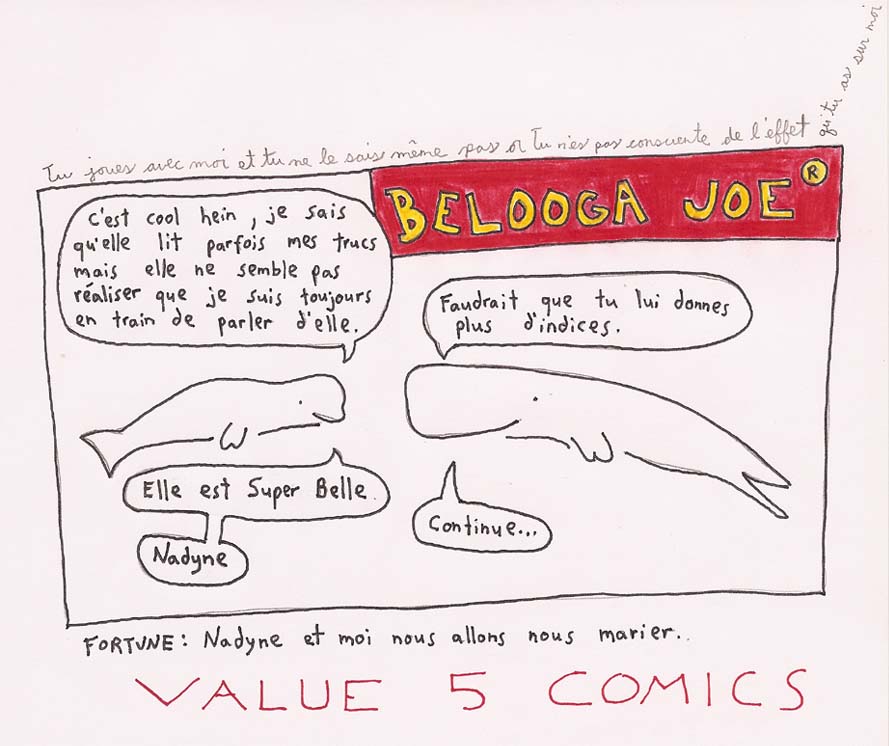 Tu joues avec moi et tu ne le sais même pas or Tu n'es pas consciente de l'effet
qu'tu as sur moi
BELOOGA JOE ®
C'est cool hein, je sais
qu'elle lit parfois mes trucs
mais elle ne semble pas
réaliser que je suis toujours
en train de parler d'elle.
Faudrait que tu lui donnes
plus d'indices.
Elle est Super Belle.
Continue...
Nadyne
FORTUNE: Nadyne et moi nous allons nous marier..
VALUE 5 COMICS